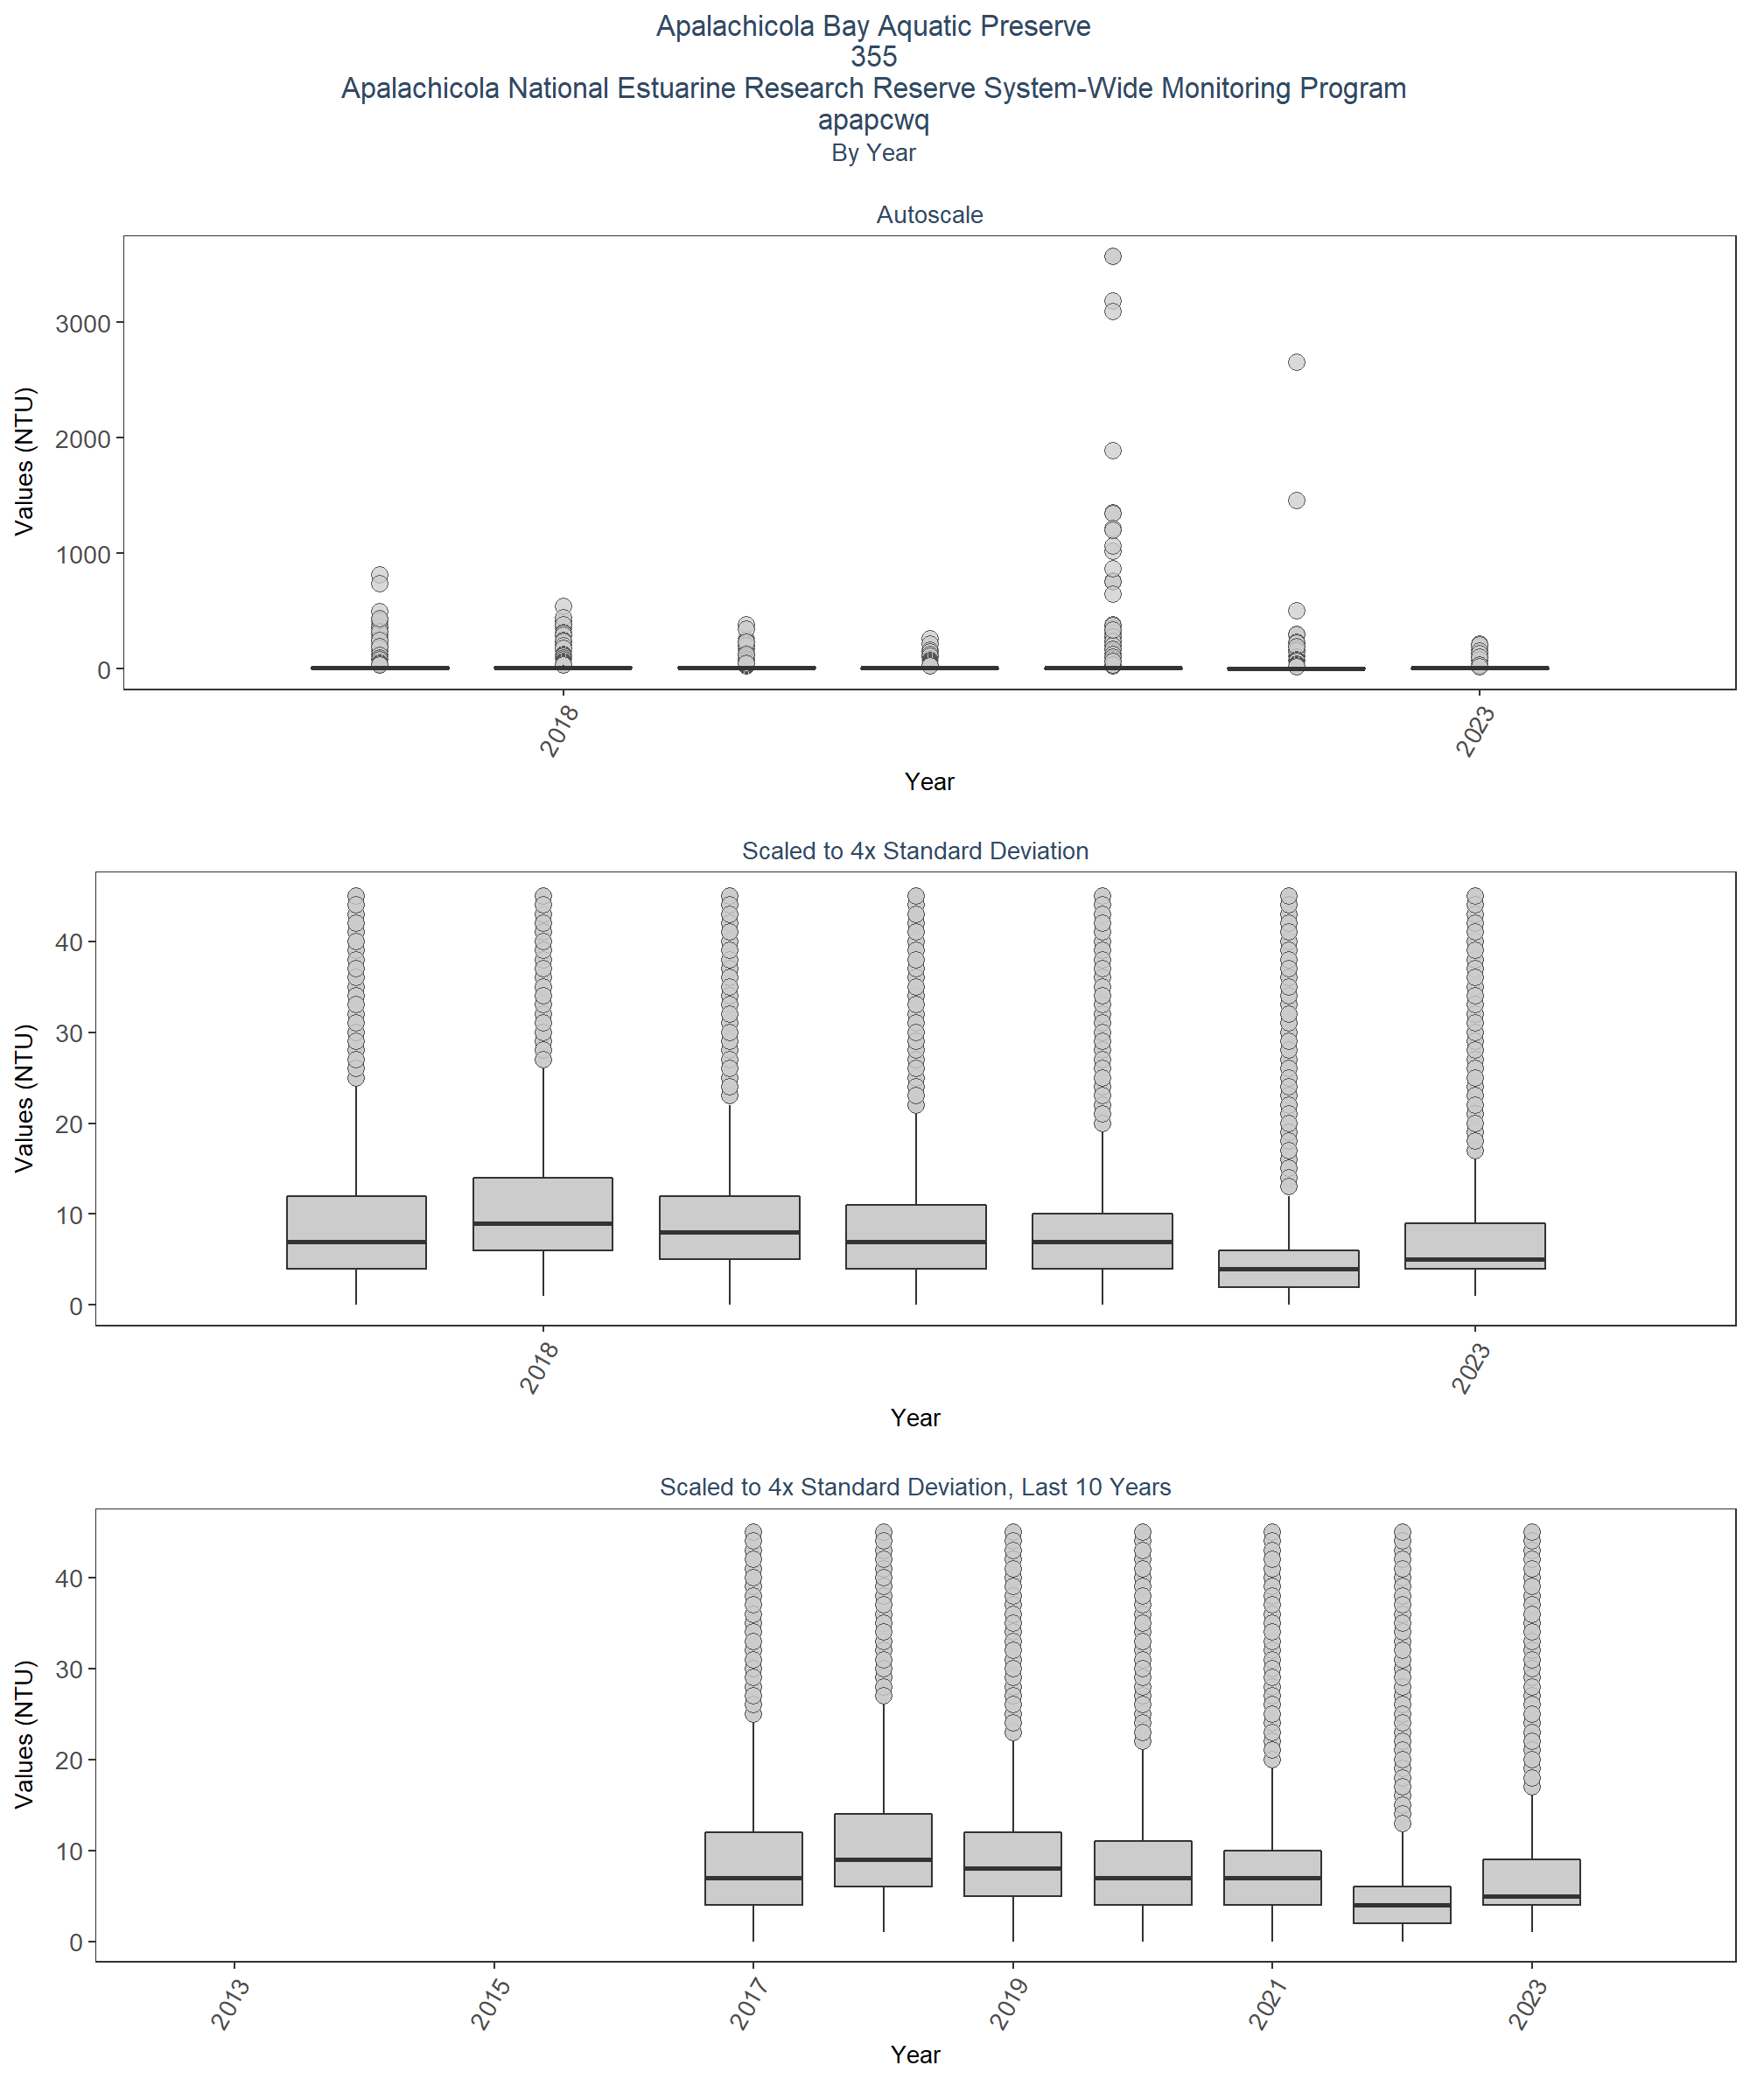 Apalachicola Bay Aquatic Preserve
355
Apalachicola National Estuarine Research Reserve System-Wide Monitoring Program
apapcwq
By Year
Autoscale
Values (NTU)
3000
2000
1000
0
2018
2023
Year
Scaled to 4x Standard Deviation
Values (NTU)
40
30
20
10
0
2018
2023
Year
Scaled to 4x Standard Deviation, Last 10 Years
Values (NTU)
40
30
20
10
0
2013
2015
2017
2019
2021
2023
Year